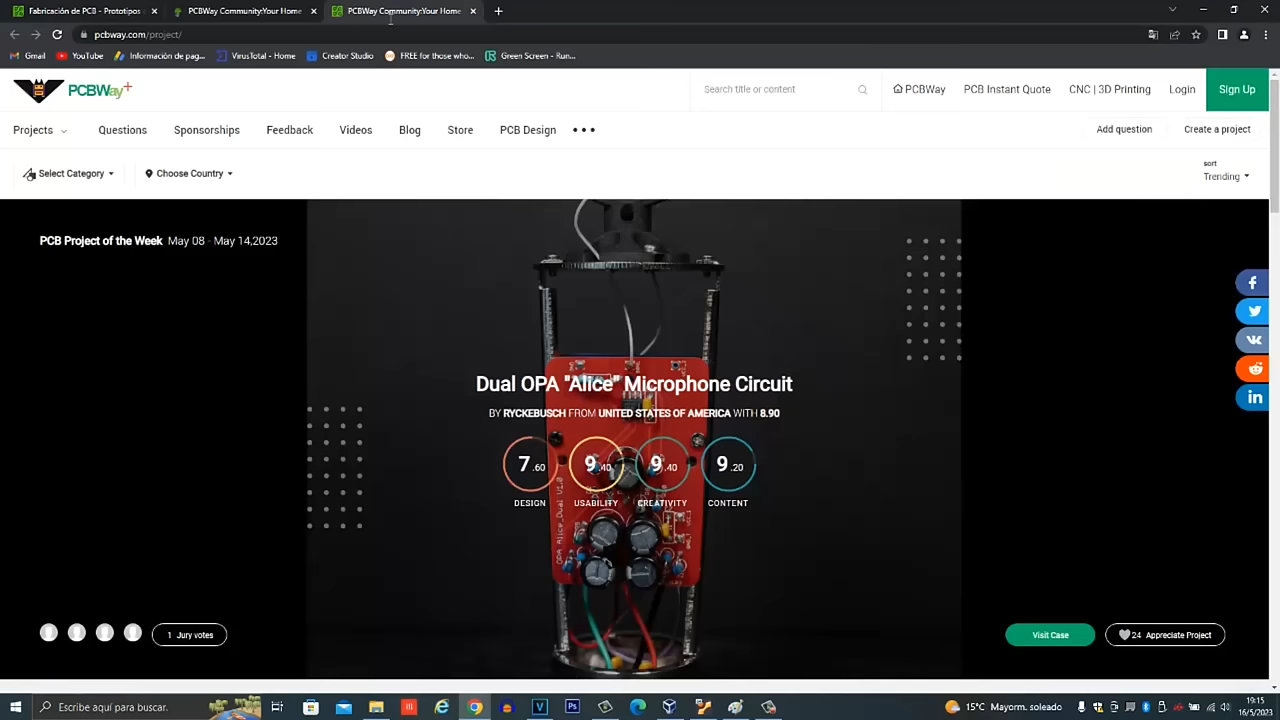 Fabricación de PCB - Prototipos
PCBWay Community:Your Home
PCBWay Community:Your Home
pcbway.com/project/
Gmail
YouTube
Información de pag...
VirusTotal - Home
Creator Studio
FREE for those who...
Green Screen - Run...
PCBWay+
Search title or content
PCBWay
PCB Instant Quote
CNC | 3D Printing
Login
Sign Up
Projects
Questions
Sponsorships
Feedback
Videos
Blog
Store
PCB Design
Add question
Create a project
Select Category
Choose Country
sort
Trending
PCB Project of the Week May 08 - May 14,2023
Dual OPA "Alice" Microphone Circuit
BY RYCKEBUSCH FROM UNITED STATES OF AMERICA WITH 8.90
7.60
9.40
9.40
9.20
DESIGN
USABILITY
CREATIVITY
CONTENT
OPA Alice_Dual V1.0
1 Jury votes
Visit Case
24 Appreciate Project
Escribe aquí para buscar.
15°C Mayorm. soleado
19:15
16/5/2023